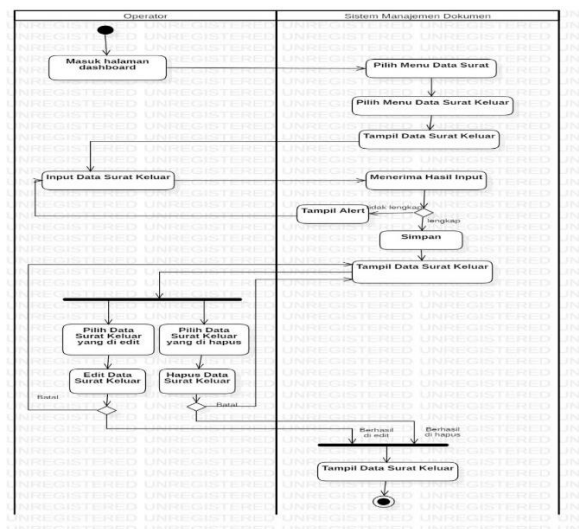 Operator
Sistem Manajemen Dokumen
Masuk halaman
dashboard
Pilih Menu Data Surat
Pilih Menu Data Surat Keluar
Tampil Data Surat Keluar
Input Data Surat Keluar
Menerima Hasil Input
Tampil Alert
tidak lengkap
lengkap
Simpan
Tampil Data Surat Keluar
Pilih Data
Surat Keluar
yang di edit
Pilih Data
Surat Keluar
yang di hapus
Edit Data
Surat Keluar
Hapus Data
Surat Keluar
Batal
Batal
Berhasil
di edit
Berhasil
di hapus
Tampil Data Surat Keluar
UNREGISTERED